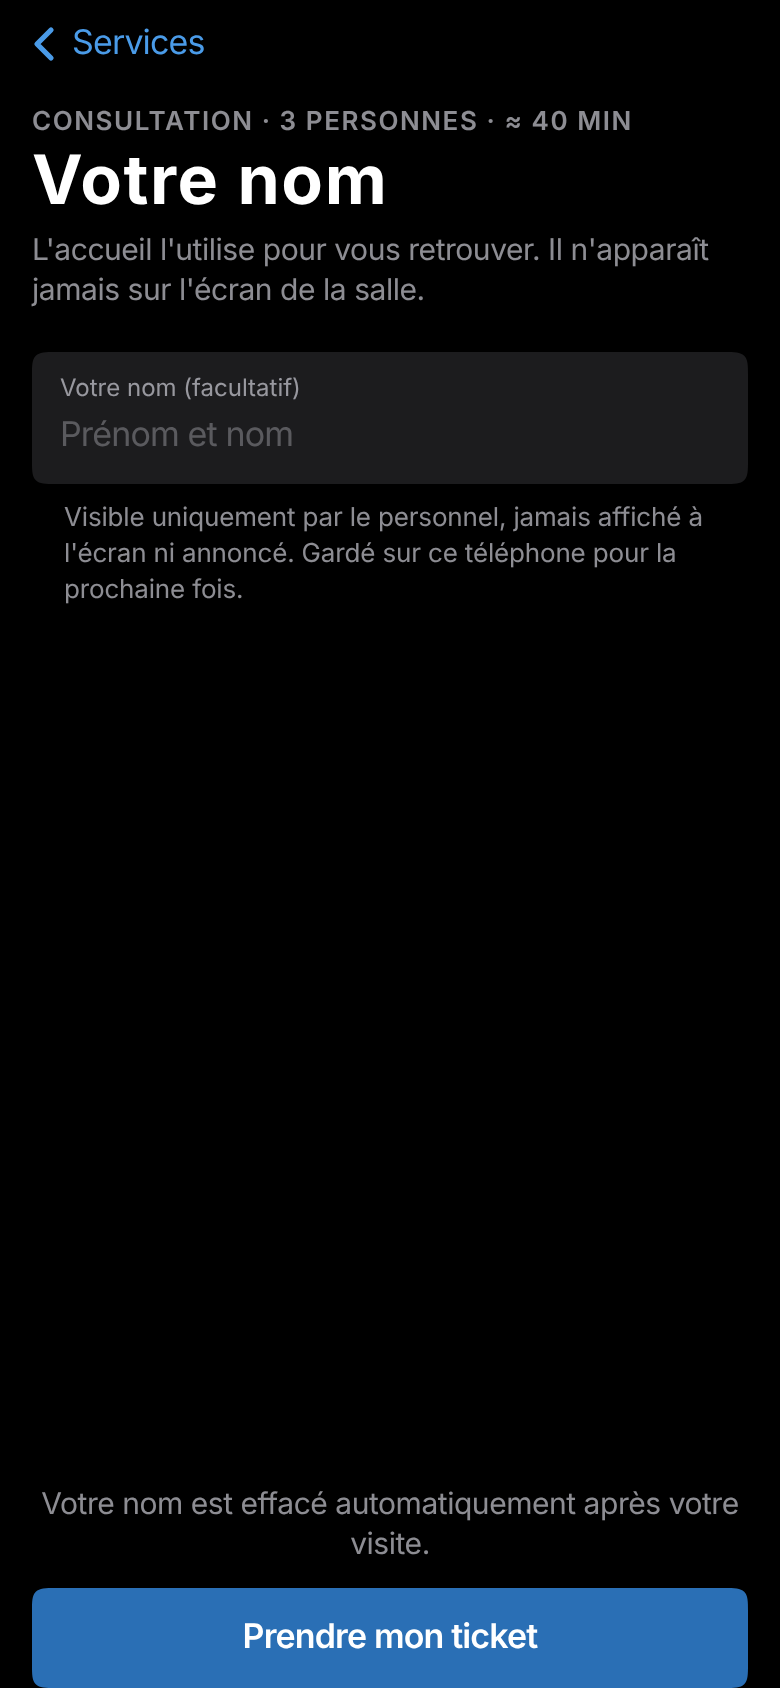 Services
CONSULTATION · 3 PERSONNES · ≈ 40 MIN
Votre nom
L'accueil l'utilise pour vous retrouver. Il n'apparaît
jamais sur l'écran de la salle.
Votre nom (facultatif)
Prénom et nom
Visible uniquement par le personnel, jamais affiché à
l'écran ni annoncé. Gardé sur ce téléphone pour la
prochaine fois.
Votre nom est effacé automatiquement après votre
visite.
Prendre mon ticket